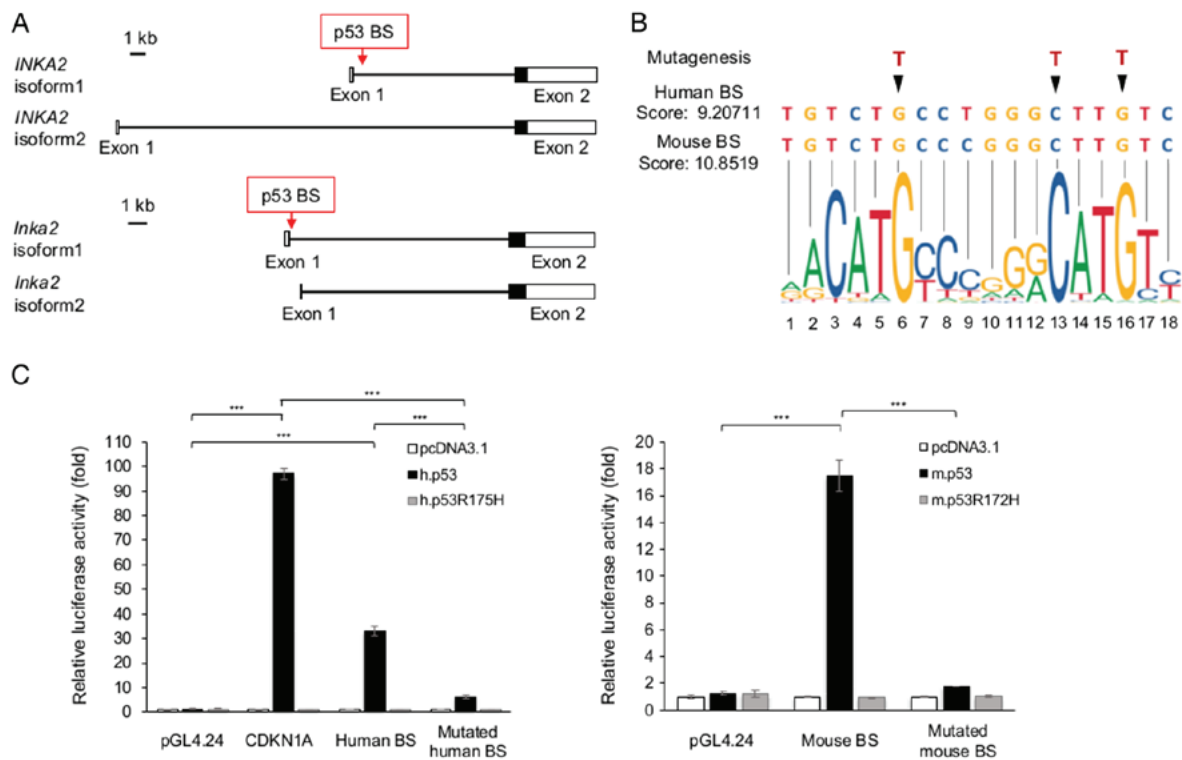 A
1 kb
p53 BS
INKA2
isoform1
Exon 1
Exon 2
INKA2
isoform2
Exon 1
Exon 2
1 kb
p53 BS
Inka2
isoform1
Exon 1
Exon 2
Inka2
isoform2
Exon 1
Exon 2
B
Mutagenesis
T T T
Human BS
Score: 9.20711
T G T C T G C C T G G G C T T G T C
Mouse BS
Score: 10.8519
T G T C T G C C C G G G C T T G T C
1 2 3 4 5 6 7 8 9 10 11 12 13 14 15 16 17 18
C
***
***
***
***
Relative luciferase activity (fold)
110
100
90
80
70
60
50
40
30
20
10
0
pcDNA3.1
h.p53
h.p53R175H
pGL4.24 CDKN1A Human BS Mutated
human BS
***
***
Relative luciferase activity (fold)
20
18
16
14
12
10
8
6
4
2
0
pcDNA3.1
m.p53
m.p53R172H
pGL4.24 Mouse BS Mutated
mouse BS